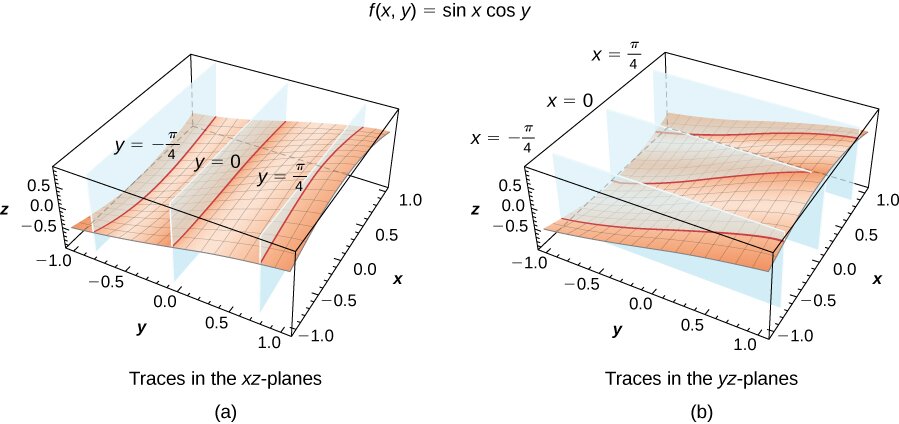 f(x, y) = sin x cos y
y = −π/4
y = 0
y = π/4
0.5
0.0
−0.5
z
−1.0
−0.5
0.0
0.5
1.0
y
−1.0
−0.5
0.0
0.5
1.0
x
Traces in the xz-planes
(a)
x = π/4
x = 0
x = −π/4
0.5
0.0
−0.5
z
−1.0
−0.5
0.0
0.5
1.0
y
−1.0
−0.5
0.0
0.5
1.0
x
Traces in the yz-planes
(b)